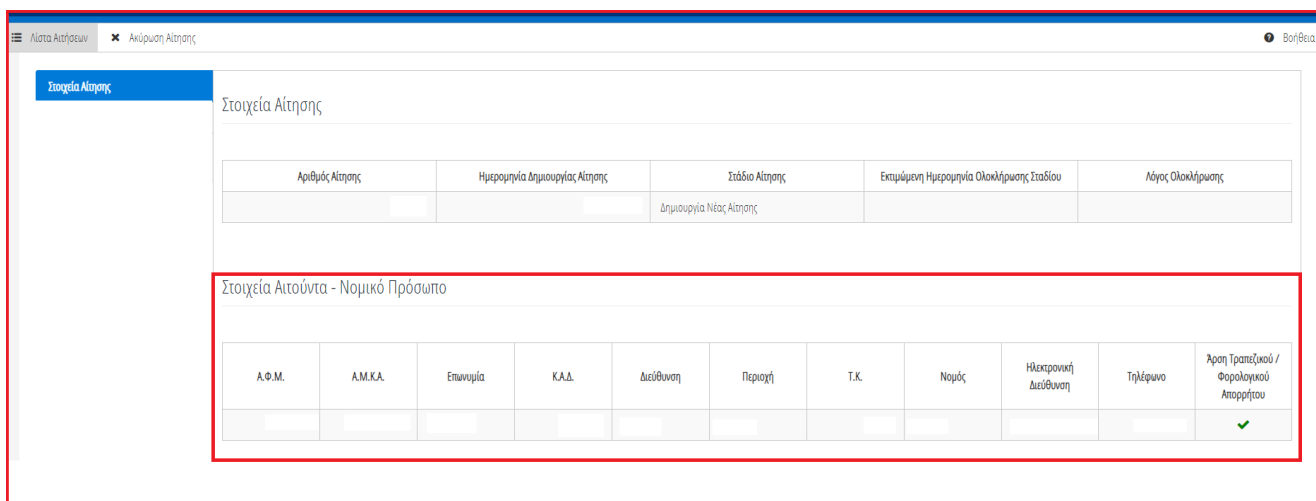 Λίστα Αιτήσεων Ακύρωση Αίτησης Βοήθεια
Στοιχεία Αίτησης
Στοιχεία Αίτησης
Αριθμός Αίτησης Ημερομηνία Δημιουργίας Αίτησης Στάδιο Αίτησης Εκτιμώμενη Ημερομηνία Ολοκλήρωσης Σταδίου Λόγος Ολοκλήρωσης
Δημιουργία Νέας Αίτησης
Στοιχεία Αιτούντα - Νομικό Πρόσωπο
Α.Φ.Μ. Α.Μ.Κ.Α. Επωνυμία Κ.Α.Δ. Διεύθυνση Περιοχή Τ.Κ. Νομός Ηλεκτρονική Διεύθυνση Τηλέφωνο Άρση Τραπεζικού / Φορολογικού Απορρήτου